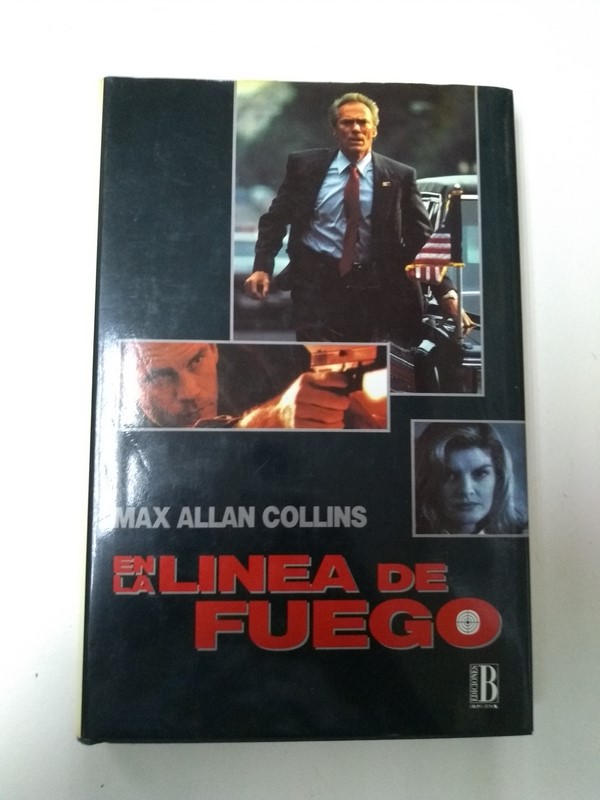 MAX ALLAN COLLINS
EN LA LINEA DE
FUEGO
EDICIONES B